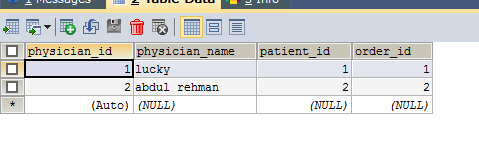 1 Messages 2 Table Data 3 Info
physician_id physician_name patient_id order_id
1 lucky 1 1
2 abdul rehman 2 2
* (Auto) (NULL) (NULL) (NULL)